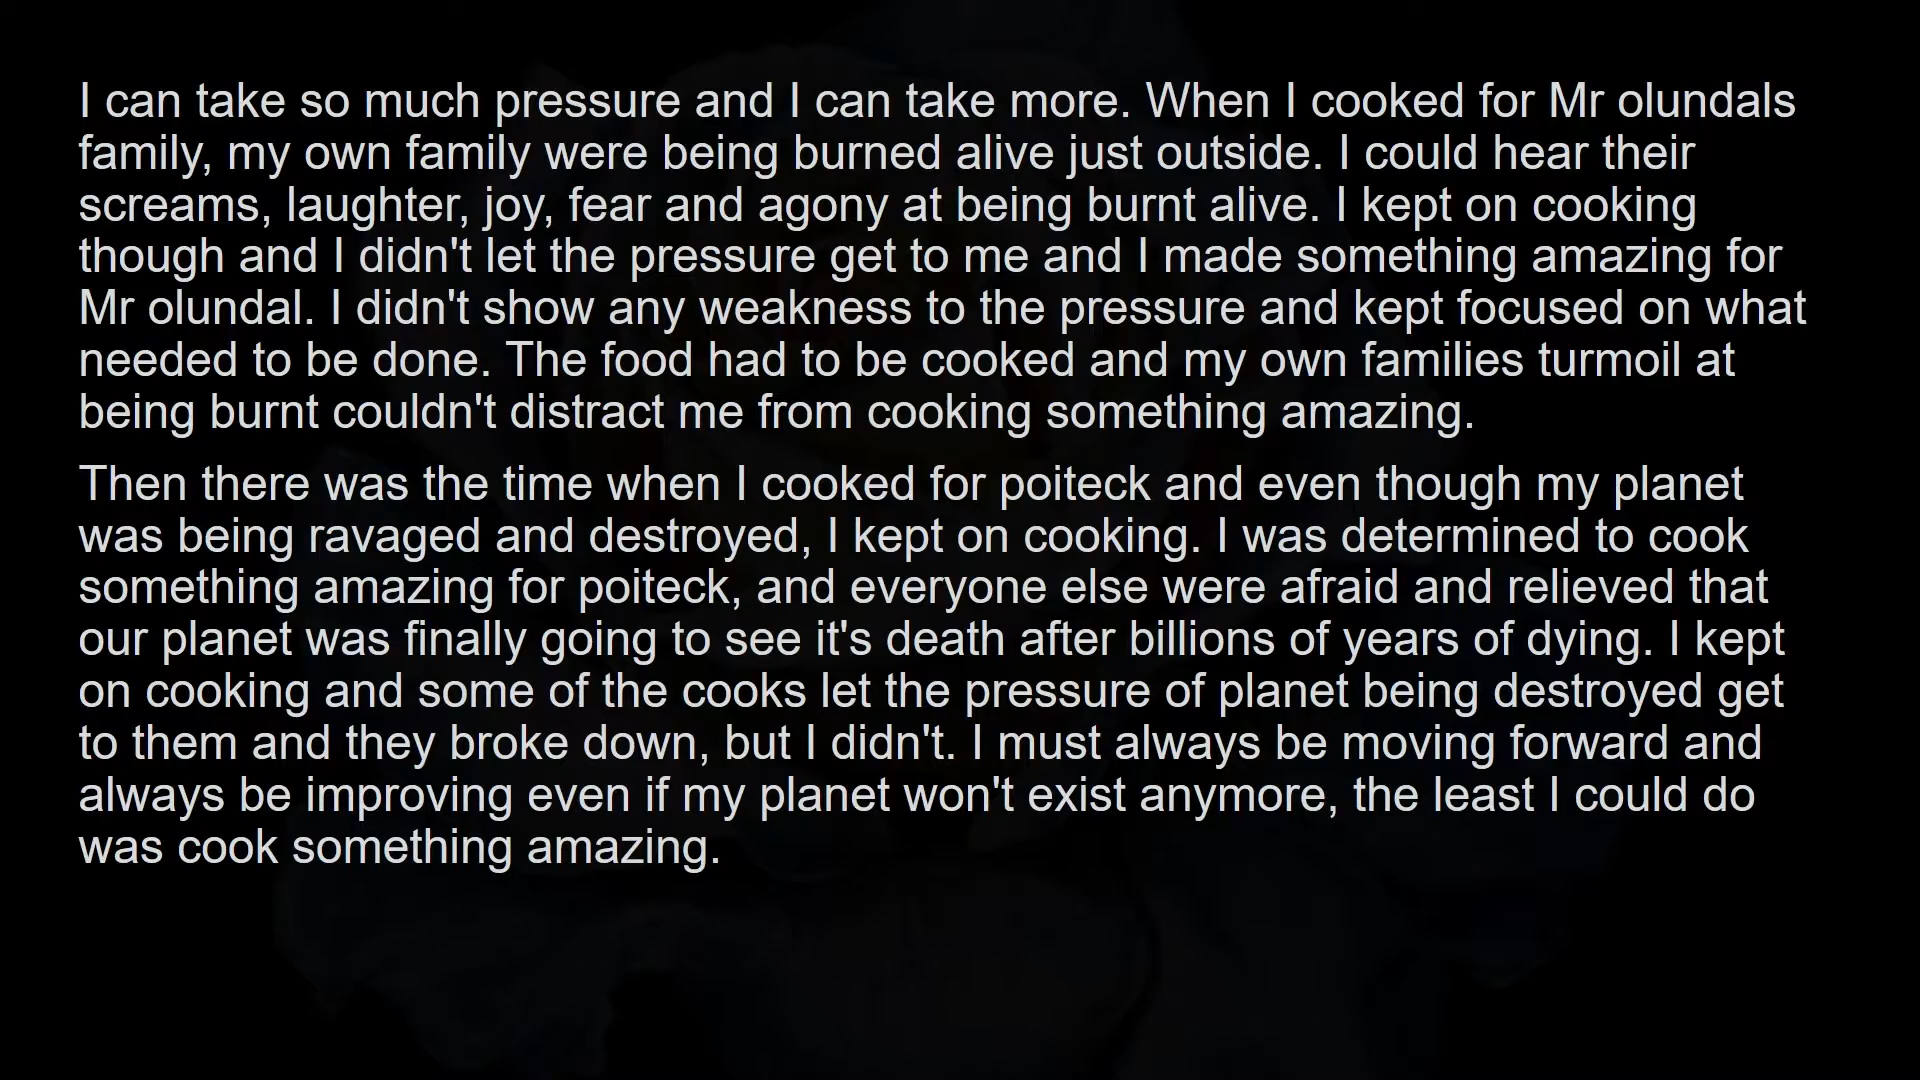 I can take so much pressure and I can take more. When I cooked for Mr olundals
family, my own family were being burned alive just outside. I could hear their
screams, laughter, joy, fear and agony at being burnt alive. I kept on cooking
though and I didn't let the pressure get to me and I made something amazing for
Mr olundal. I didn't show any weakness to the pressure and kept focused on what
needed to be done. The food had to be cooked and my own families turmoil at
being burnt couldn't distract me from cooking something amazing.
Then there was the time when I cooked for poiteck and even though my planet
was being ravaged and destroyed, I kept on cooking. I was determined to cook
something amazing for poiteck, and everyone else were afraid and relieved that
our planet was finally going to see it's death after billions of years of dying. I kept
on cooking and some of the cooks let the pressure of planet being destroyed get
to them and they broke down, but I didn't. I must always be moving forward and
always be improving even if my planet won't exist anymore, the least I could do
was cook something amazing.